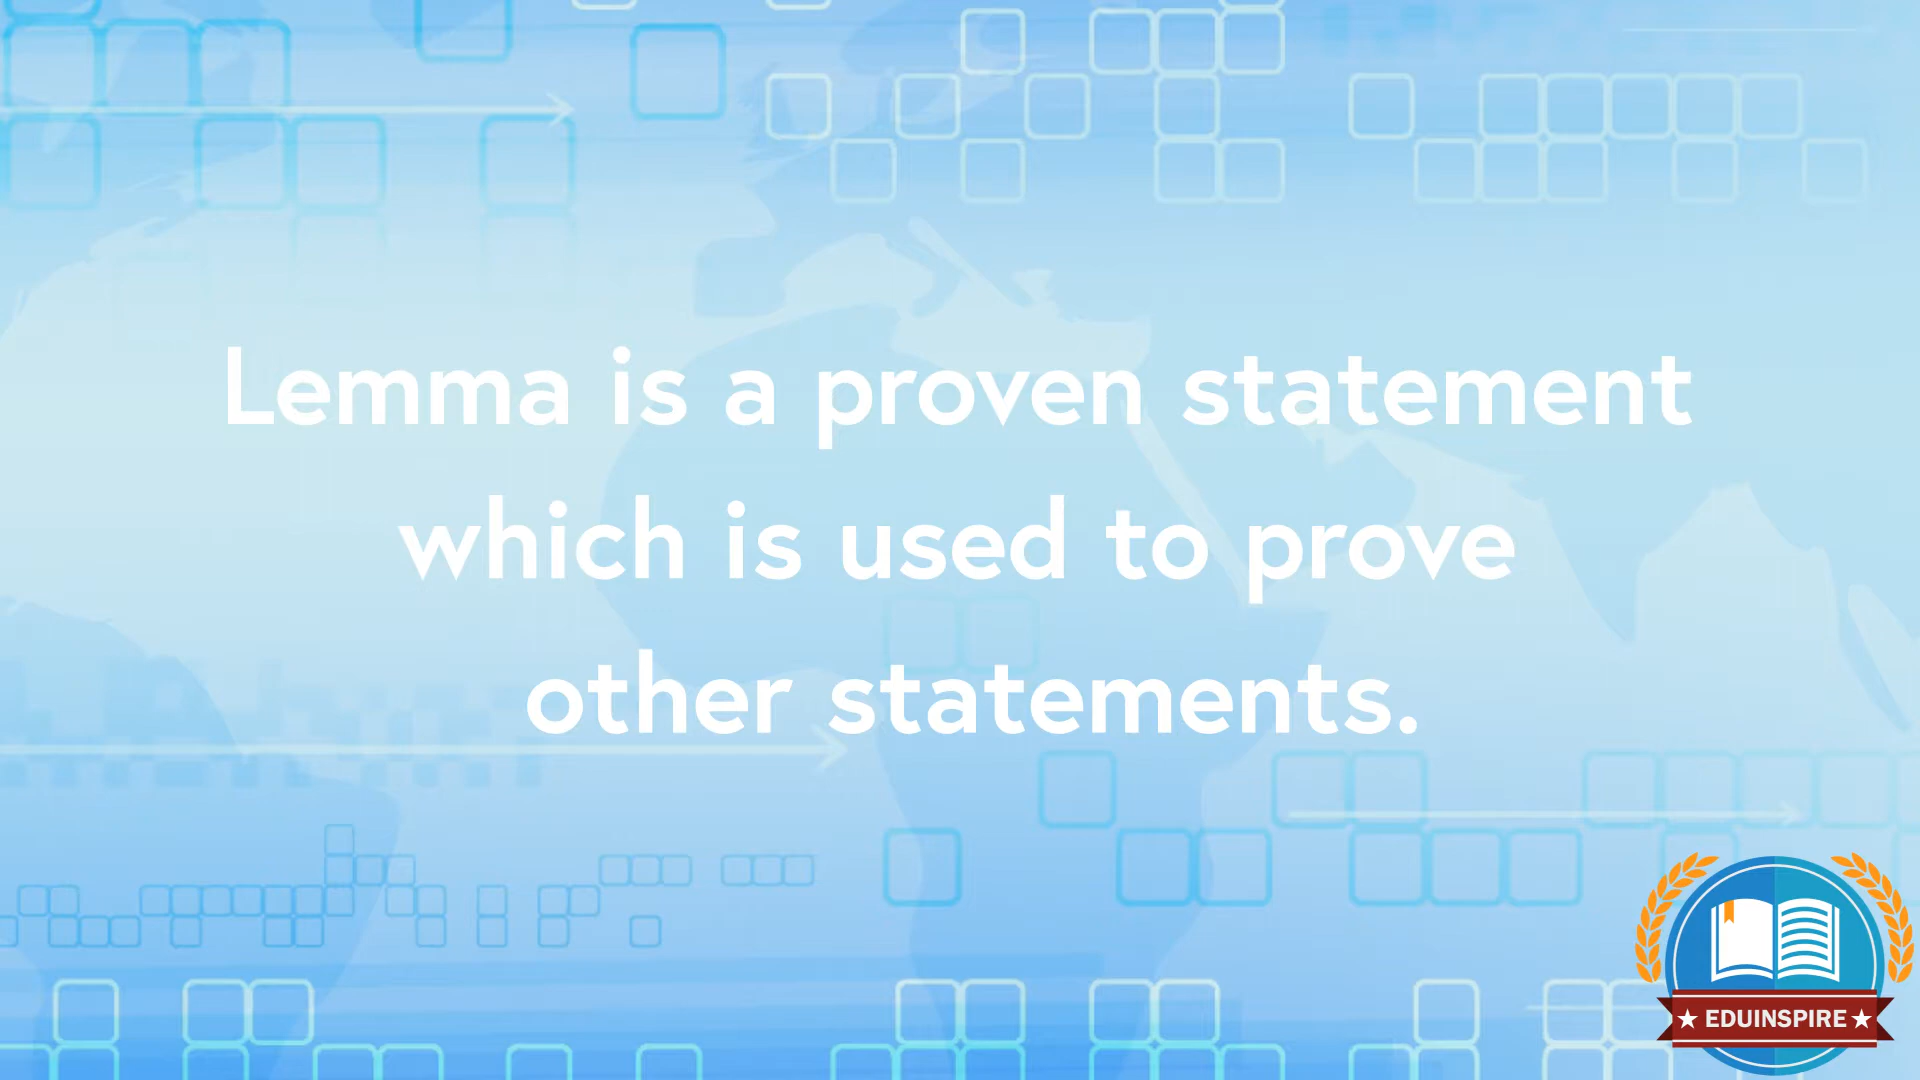 Lemma is a proven statement
which is used to prove
other statements.
EDUINSPIRE